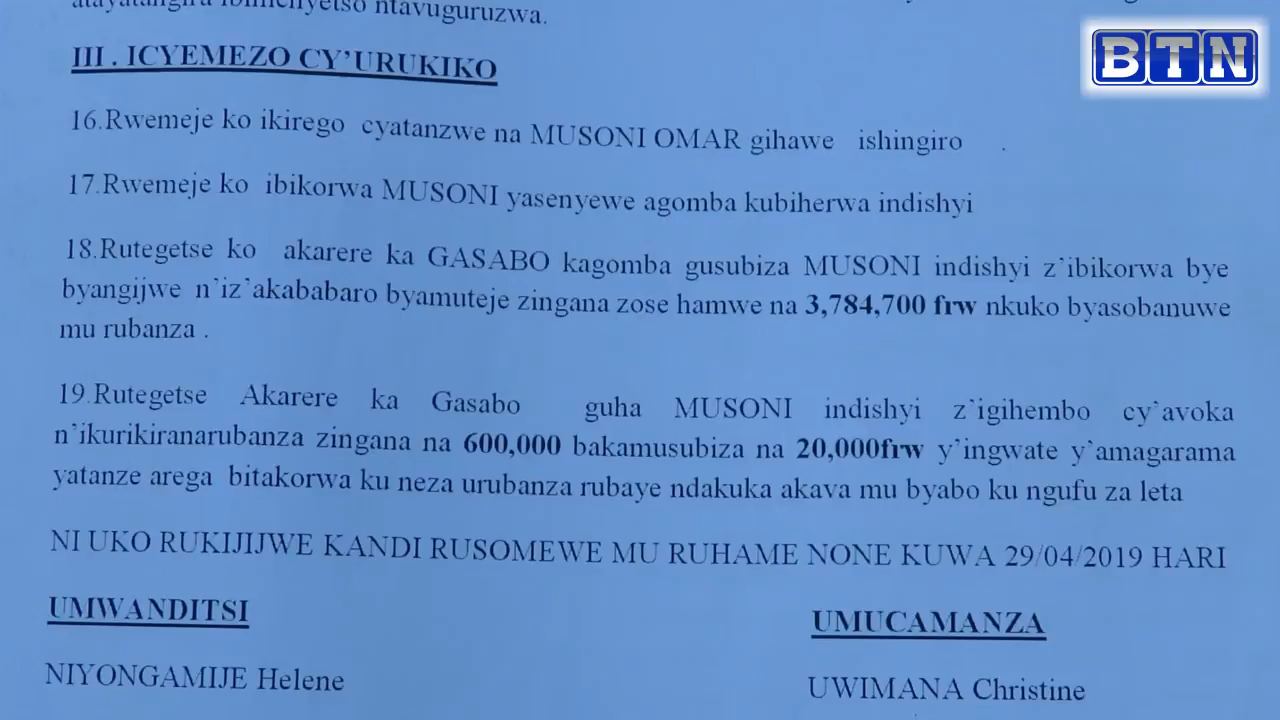 ntavuguruzwa.
BTN
III . ICYEMEZO CY'URUKIKO
16.Rwemeje ko ikirego cyatanzwe na MUSONI OMAR gihawe ishingiro .
17.Rwemeje ko ibikorwa MUSONI yasenyewe agomba kubiherwa indishyi
18.Rutegetse ko akarere ka GASABO kagomba gusubiza MUSONI indishyi z`ibikorwa bye
byangijwe n`iz`akababaro byamuteje zingana zose hamwe na 3,784,700 frw nkuko byasobanuwe
mu rubanza .
19.Rutegetse Akarere ka Gasabo guha MUSONI indishyi z`igihembo cy`avoka
n`ikurikiranarubanza zingana na 600,000 bakamusubiza na 20,000frw y`ingwate y`amagarama
yatanze arega bitakorwa ku neza urubanza rubaye ndakuka akava mu byabo ku ngufu za leta
NI UKO RUKIJIJWE KANDI RUSOMEWE MU RUHAME NONE KUWA 29/04/2019 HARI
UMWANDITSI UMUCAMANZA
NIYONGAMIJE Helene UWIMANA Christine